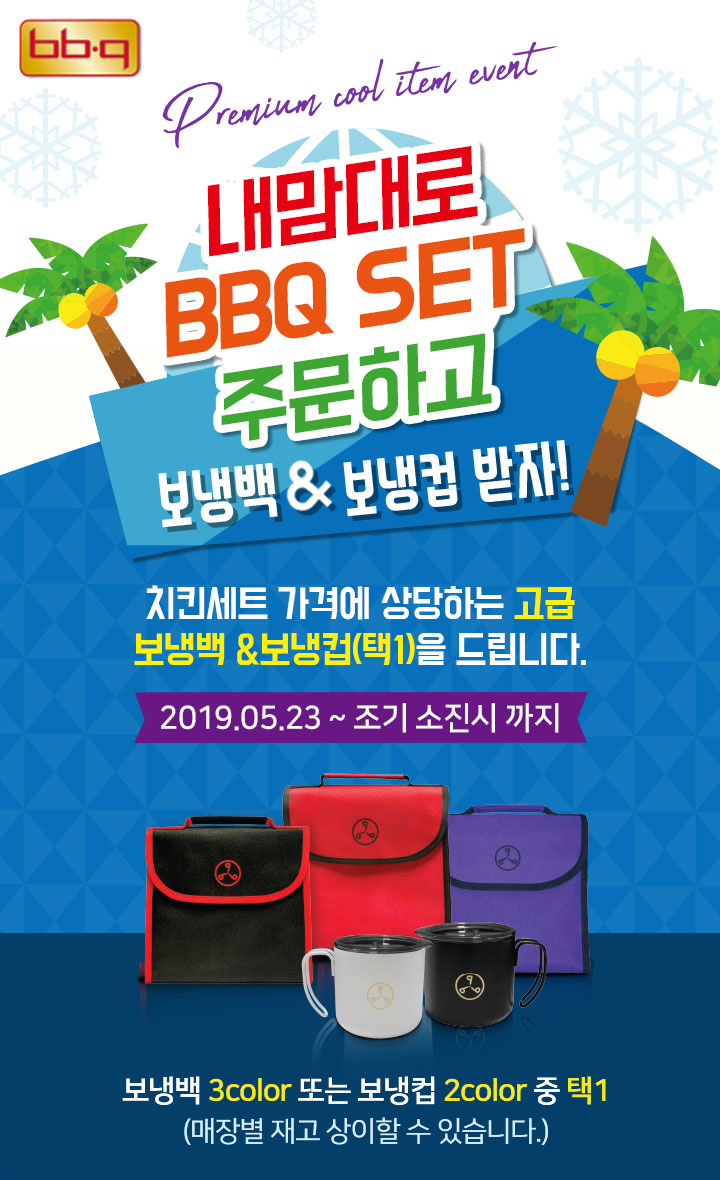 bb·q
Premium cool item event
내맘대로
BBQ SET
주문하고
보냉백 & 보냉컵 받자!
치킨세트 가격에 상당하는 고급
보냉백 &보냉컵(택1)을 드립니다.
2019.05.23 ~ 조기 소진시 까지
보냉백 3color 또는 보냉컵 2color 중 택1
(매장별 재고 상이할 수 있습니다.)